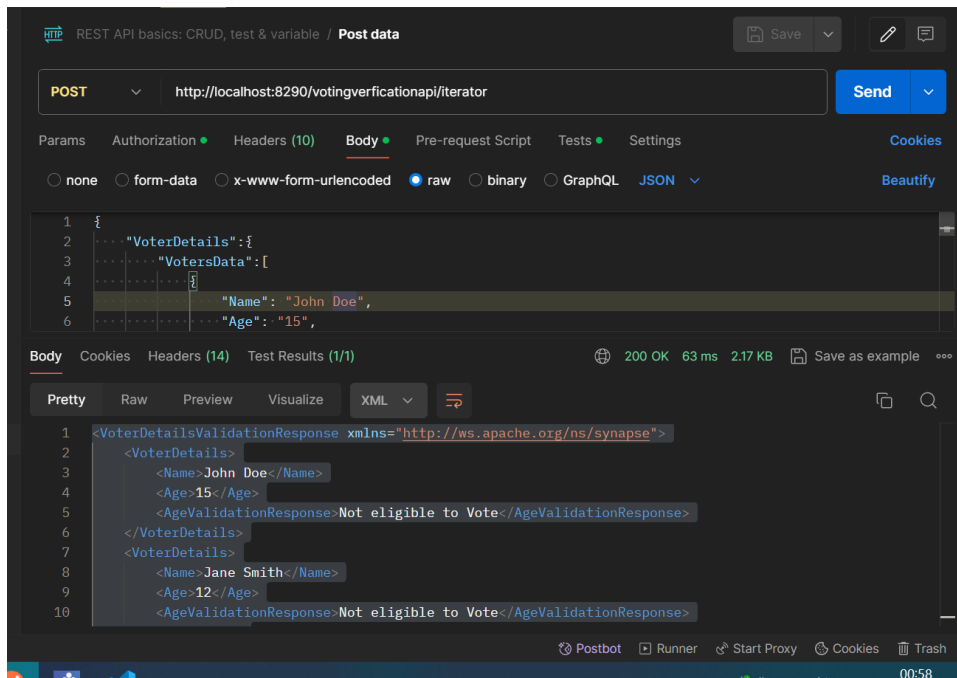 HTTP REST API basics: CRUD, test & variable / Post data Save
POST http://localhost:8290/votingverficationapi/iterator Send
Params Authorization Headers (10) Body Pre-request Script Tests Settings Cookies
none form-data x-www-form-urlencoded raw binary GraphQL JSON Beautify
1 {
2 "VoterDetails":{
3 "VotersData":[
4 {
5 "Name": "John Doe",
6 "Age": "15",
Body Cookies Headers (14) Test Results (1/1) 200 OK 63 ms 2.17 KB Save as example
Pretty Raw Preview Visualize XML
1 <VoterDetailsValidationResponse xmlns="http://ws.apache.org/ns/synapse">
2 <VoterDetails>
3 <Name>John Doe</Name>
4 <Age>15</Age>
5 <AgeValidationResponse>Not eligible to Vote</AgeValidationResponse>
6 </VoterDetails>
7 <VoterDetails>
8 <Name>Jane Smith</Name>
9 <Age>12</Age>
10 <AgeValidationResponse>Not eligible to Vote</AgeValidationResponse>
Postbot Runner Start Proxy Cookies Trash
00:58